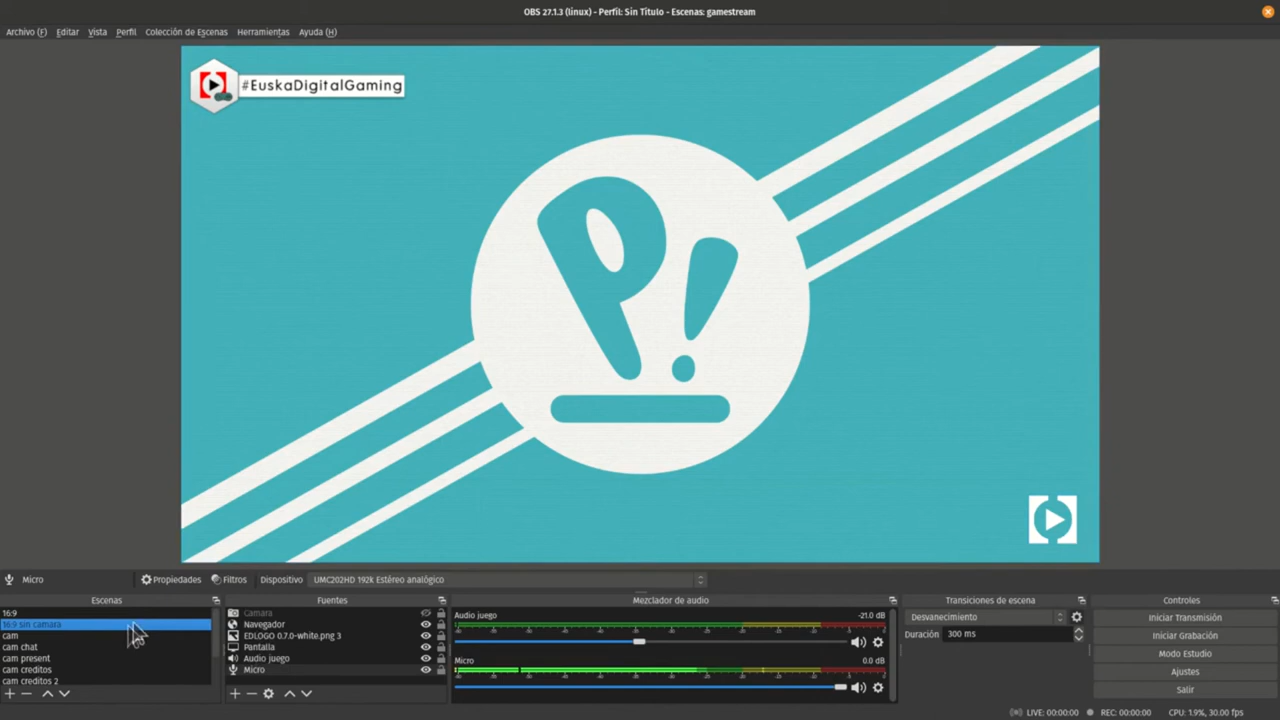 OBS 27.1.3 (linux) - Perfil: Sin Título - Escenas: gamestream
Archivo (F) Editar Vista Perfil Colección de Escenas Herramientas Ayuda (H)
#EuskaDigitalGaming
P!
Micro Propiedades Filtros Dispositivo UMC202HD 192k Estéreo analógico
Escenas
16:9
16:9 sin camara
cam
cam chat
cam present
cam creditos
cam creditos 2
Fuentes
Camara
Navegador
EDLOGO 0.7.0-white.png 3
Pantalla
Audio juego
Micro
Mezclador de audio
Audio juego -21.0 dB
Micro 0.0 dB
Transiciones de escena
Desvanecimiento
Duración 300 ms
Controles
Iniciar Transmisión
Iniciar Grabación
Modo Estudio
Ajustes
Salir
LIVE: 00:00:00 REC: 00:00:00 CPU: 1.9%, 30.00 fps